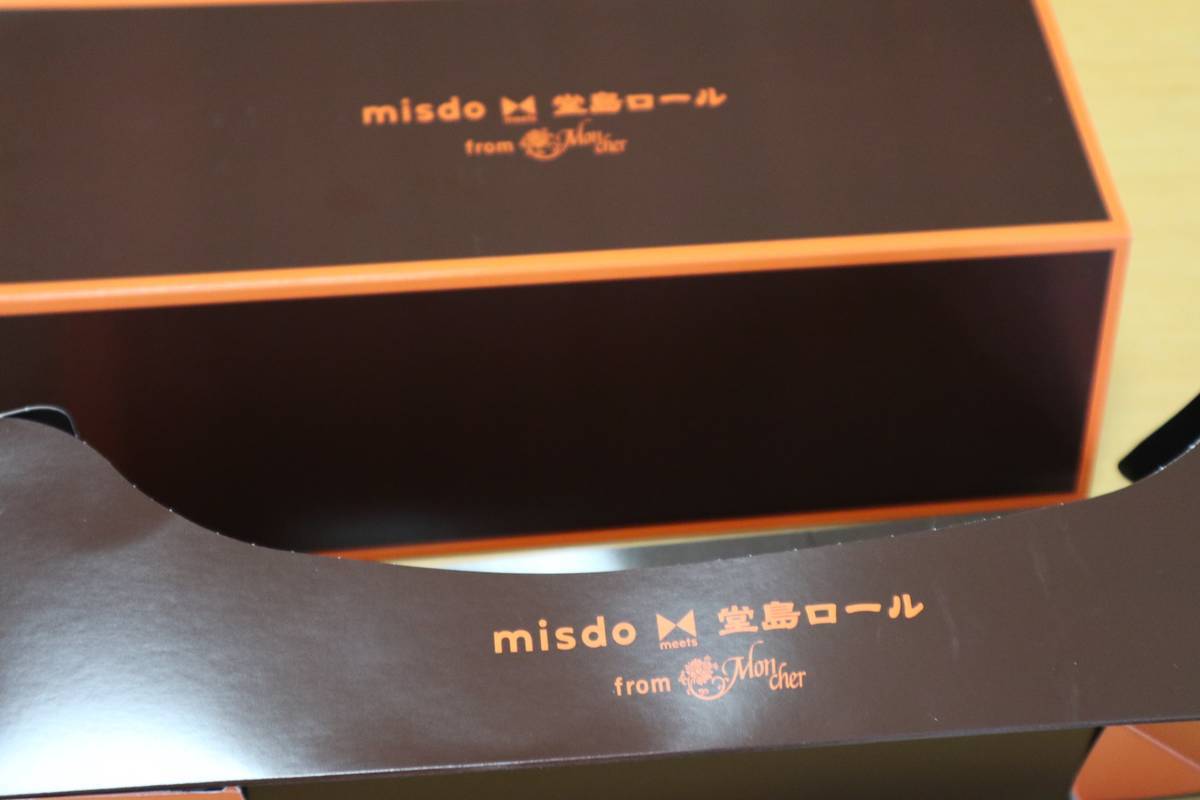 misdo meets 堂島ロール
from Mon cher
misdo meets 堂島ロール
from Mon cher